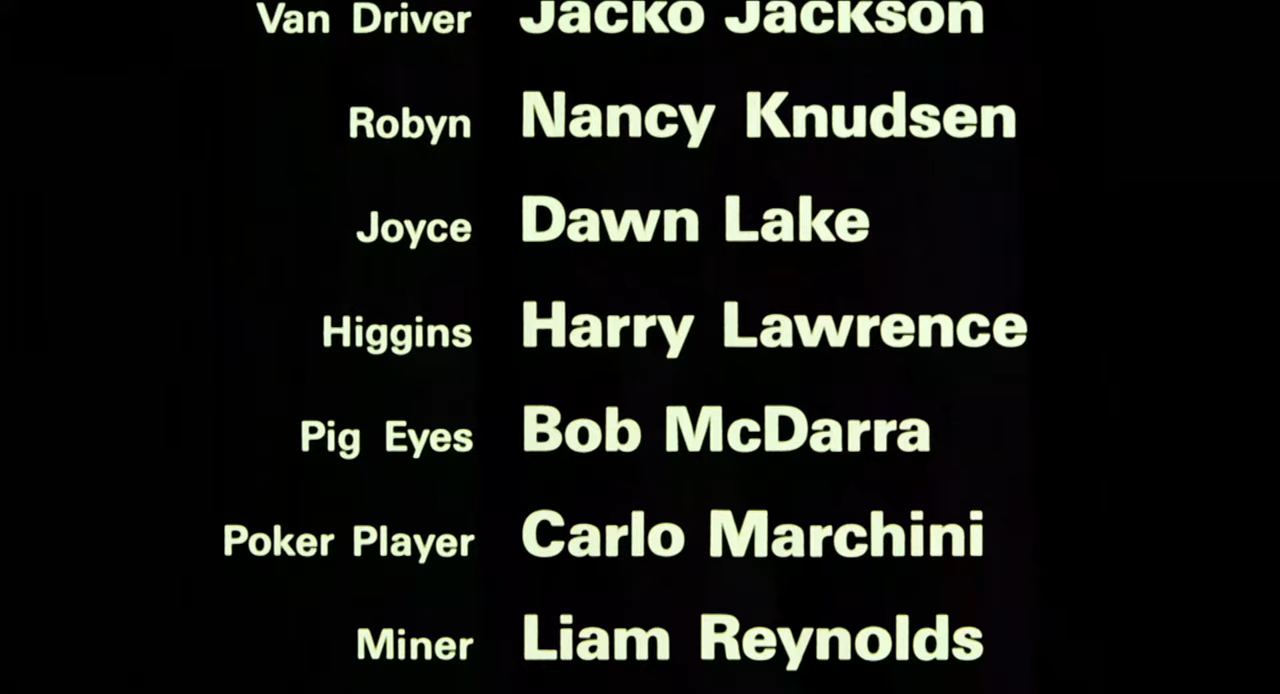 Van Driver Jacko Jackson
Robyn Nancy Knudsen
Joyce Dawn Lake
Higgins Harry Lawrence
Pig Eyes Bob McDarra
Poker Player Carlo Marchini
Miner Liam Reynolds